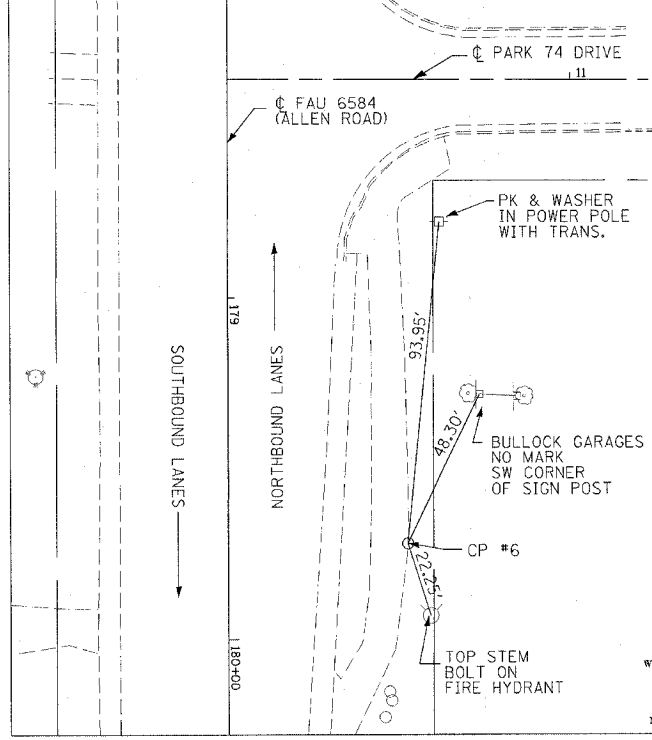 ℄ PARK 74 DRIVE
11
℄ FAU 6584
(ALLEN ROAD)
PK & WASHER
IN POWER POLE
WITH TRANS.
179
93.95'
SOUTHBOUND LANES
NORTHBOUND LANES
48.30'
BULLOCK GARAGES
NO MARK
SW CORNER
OF SIGN POST
CP #6
22.25'
180+00
TOP STEM
BOLT ON
FIRE HYDRANT
W